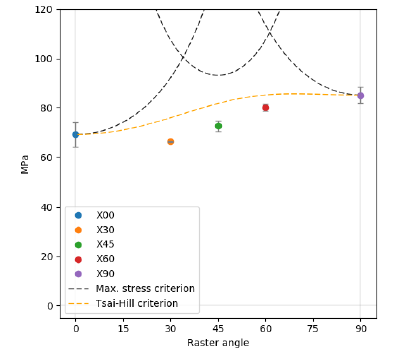 120
100
80
60
40
20
0
MPa
X00
X30
X45
X60
X90
Max. stress criterion
Tsai-Hill criterion
0 15 30 45 60 75 90
Raster angle